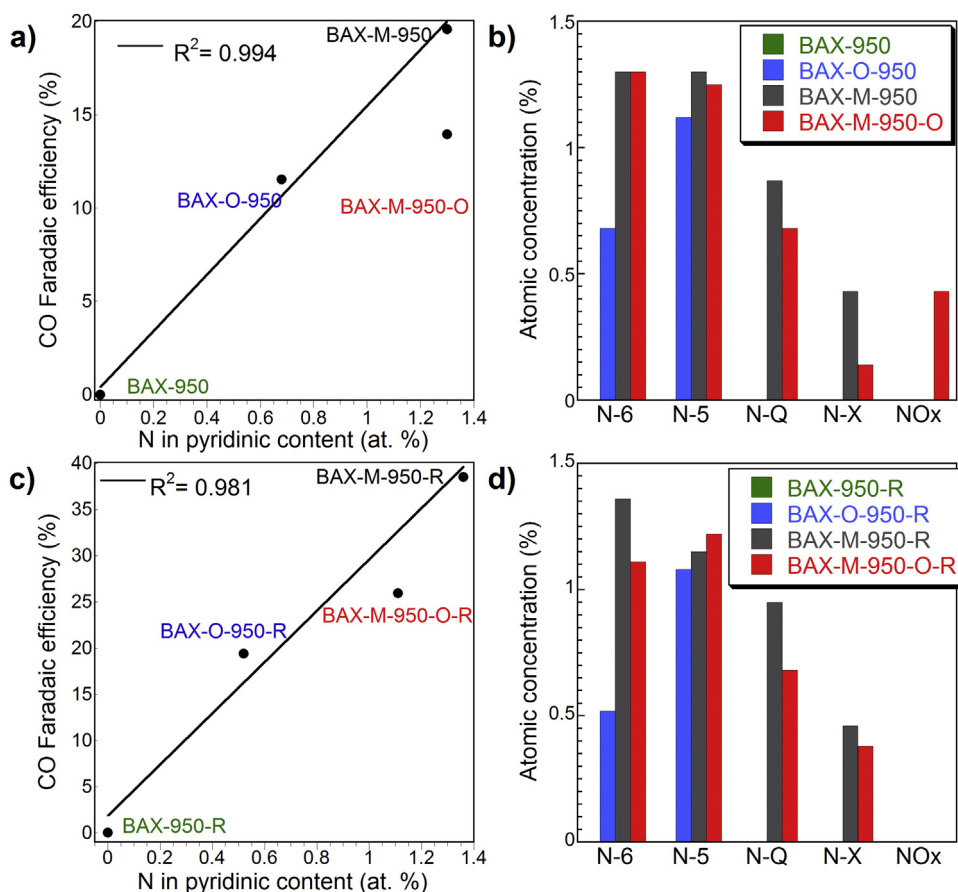 a)
R2= 0.994
BAX-M-950
BAX-O-950
BAX-M-950-O
BAX-950
CO Faradaic efficiency (%)
20
15
10
5
0
0 0.2 0.4 0.6 0.8 1 1.2 1.4
N in pyridinic content (at. %)
b)
BAX-950
BAX-O-950
BAX-M-950
BAX-M-950-O
Atomic concentration (%)
1.5
1
0.5
0
N-6 N-5 N-Q N-X NOx
c)
R2= 0.981
BAX-M-950-R
BAX-O-950-R
BAX-M-950-O-R
BAX-950-R
CO Faradaic efficiency (%)
40
35
30
25
20
15
10
5
0
0 0.2 0.4 0.6 0.8 1 1.2 1.4
N in pyridinic content (at. %)
d)
BAX-950-R
BAX-O-950-R
BAX-M-950-R
BAX-M-950-O-R
Atomic concentration (%)
1.5
1
0.5
0
N-6 N-5 N-Q N-X NOx